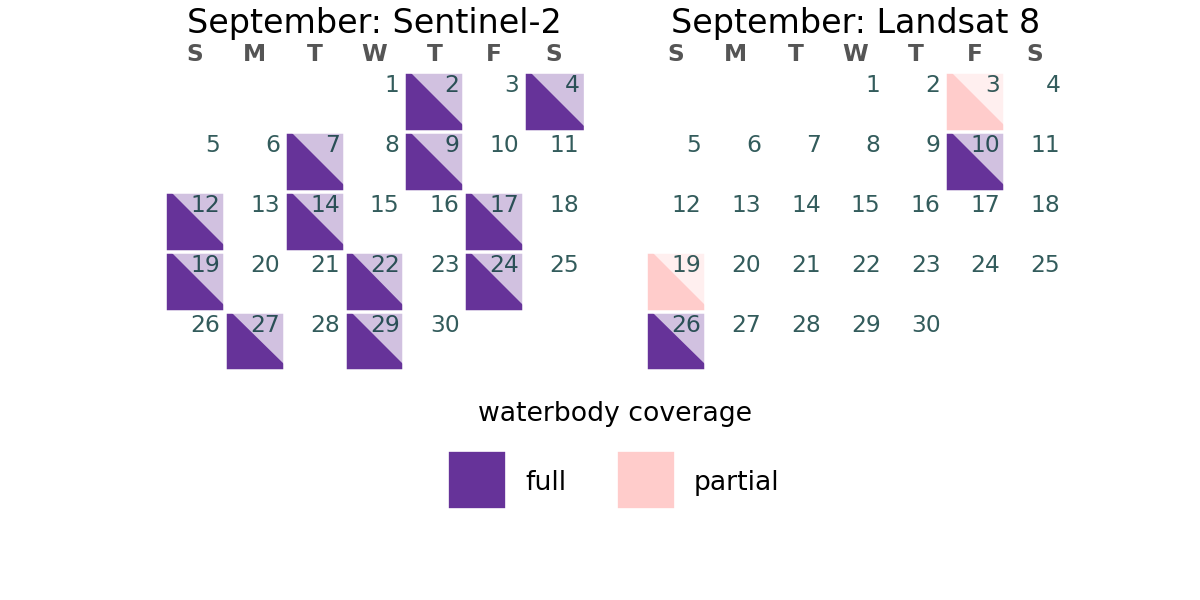 September: Sentinel-2
S M T W T F S
1 2 3 4
5 6 7 8 9 10 11
12 13 14 15 16 17 18
19 20 21 22 23 24 25
26 27 28 29 30
September: Landsat 8
S M T W T F S
1 2 3 4
5 6 7 8 9 10 11
12 13 14 15 16 17 18
19 20 21 22 23 24 25
26 27 28 29 30
waterbody coverage
full
partial